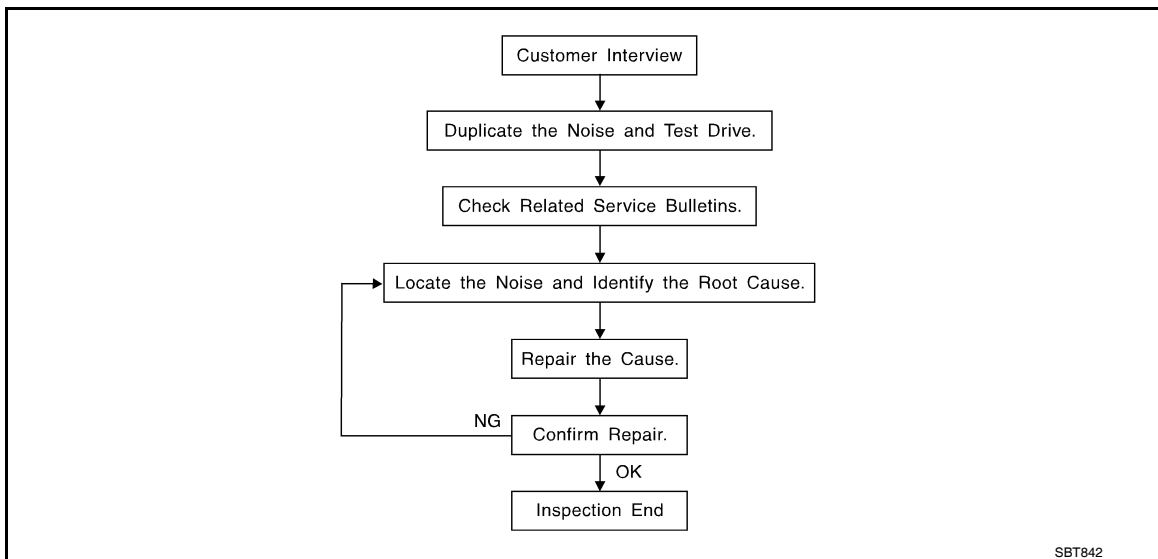 Customer Interview
Duplicate the Noise and Test Drive.
Check Related Service Bulletins.
Locate the Noise and Identify the Root Cause.
Repair the Cause.
NG
Confirm Repair.
OK
Inspection End
SBT842